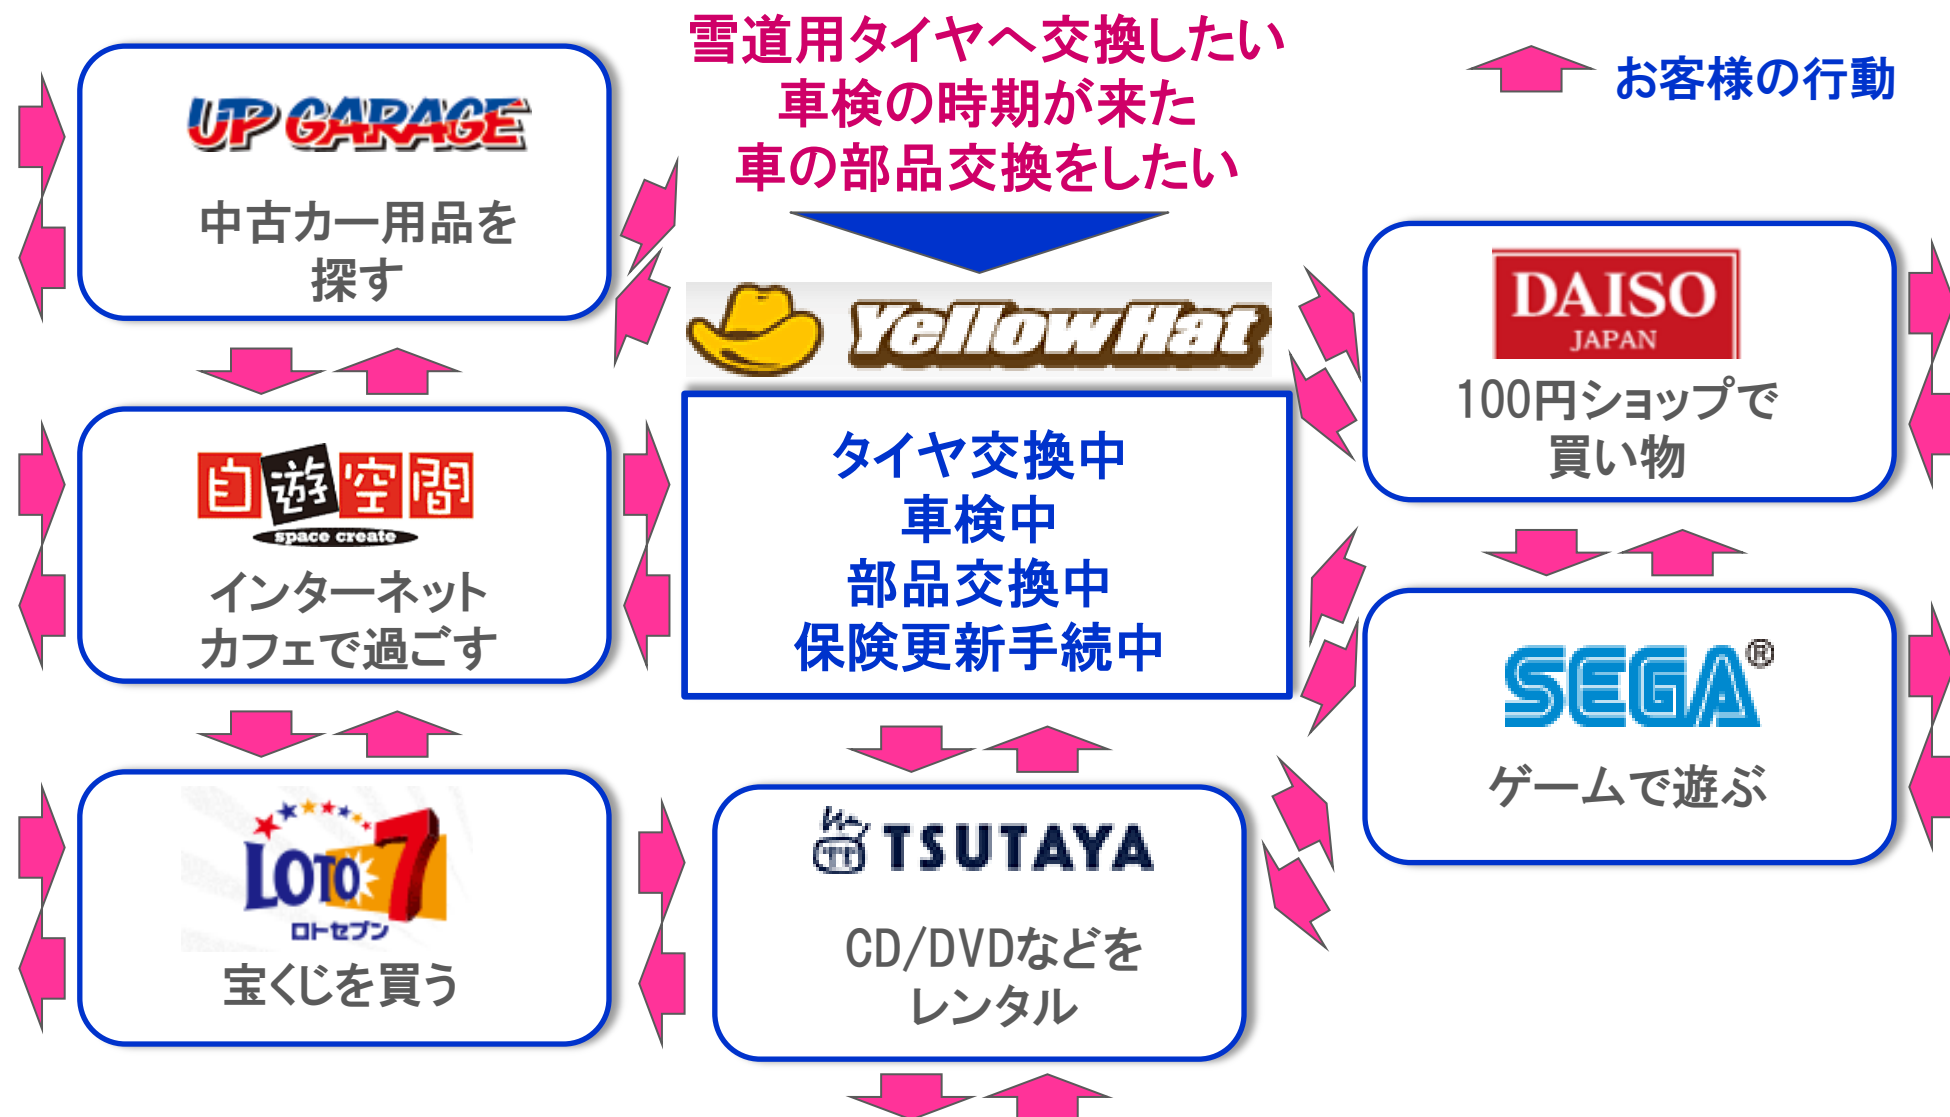 雪道用タイヤへ交換したい
車検の時期が来た
車の部品交換をしたい
お客様の行動
UP GARAGE
中古カー用品を
探す
YellowHat
DAISO
JAPAN
100円ショップで
買い物
自遊空間
space create
インターネット
カフェで過ごす
タイヤ交換中
車検中
部品交換中
保険更新手続中
SEGA®
ゲームで遊ぶ
LOTO7
ロトセブン
宝くじを買う
TSUTAYA
CD/DVDなどを
レンタル